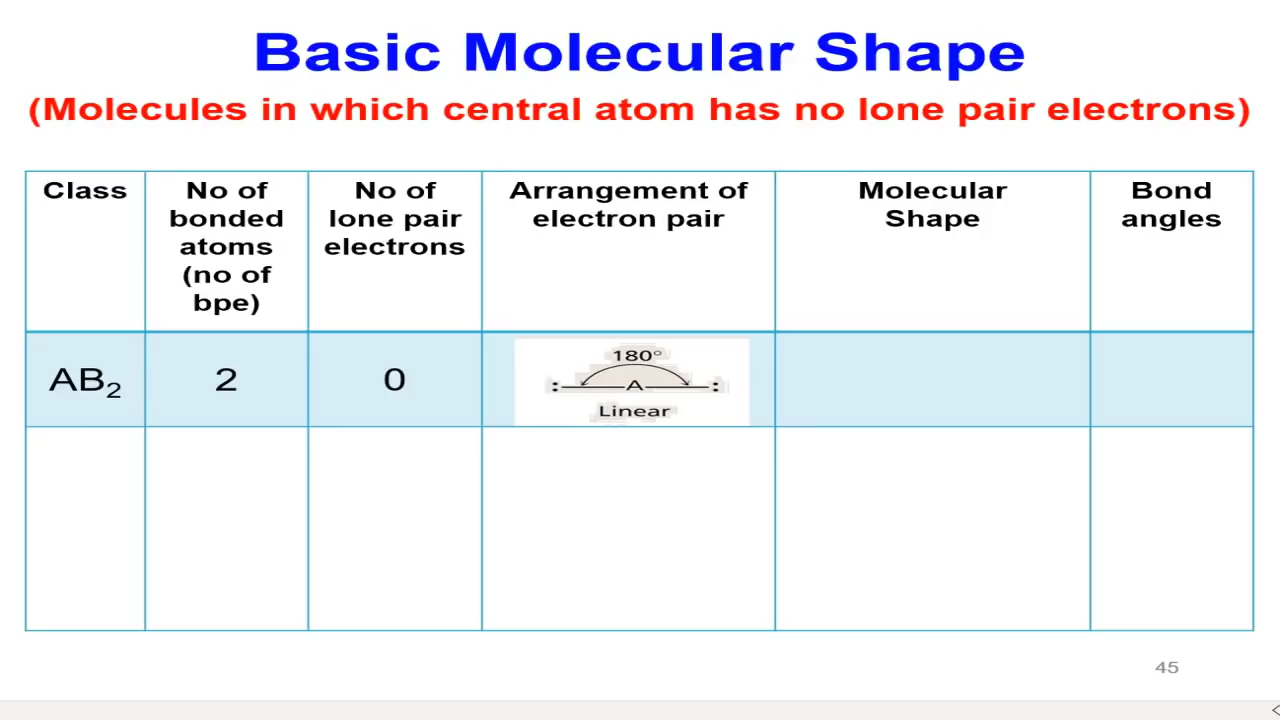 Basic Molecular Shape
(Molecules in which central atom has no lone pair electrons)
Class
No of
bonded
atoms
(no of
bpe)
No of
lone pair
electrons
Arrangement of
electron pair
Molecular
Shape
Bond
angles
AB₂
2
0
180°
: A :
Linear
45